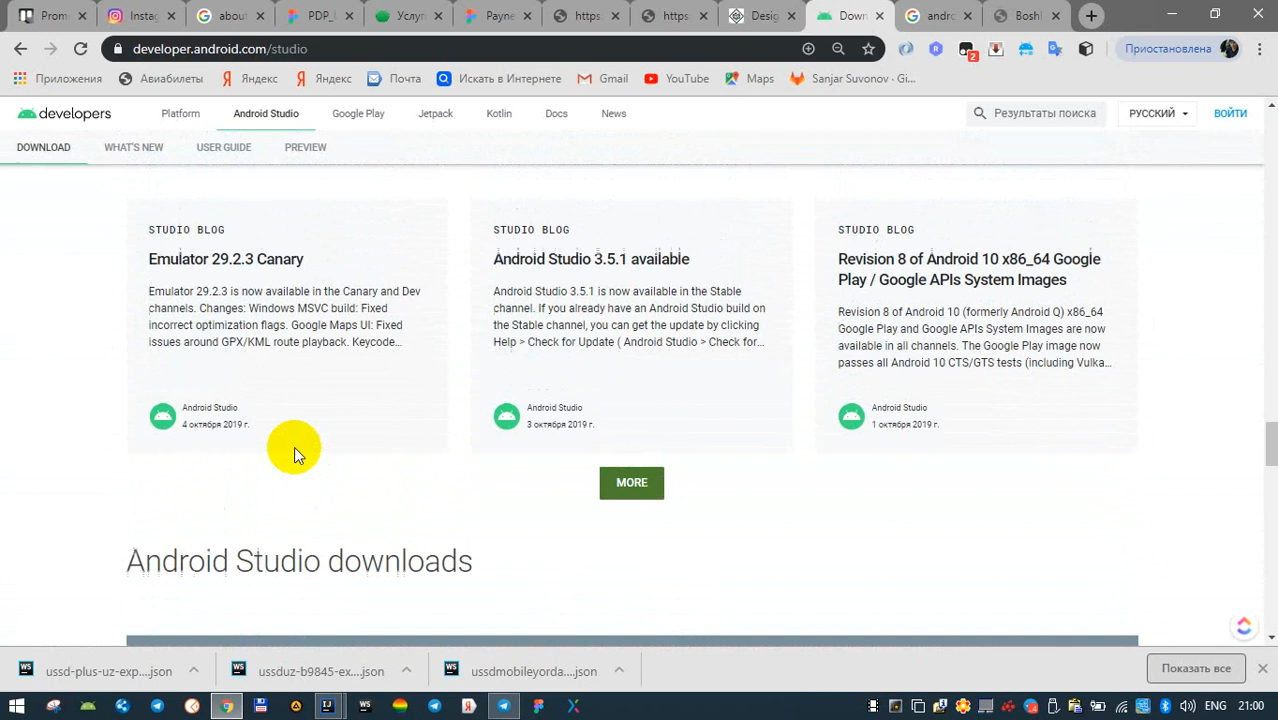 Prom
Instag
about
PDP_l
Услуг
Payne
https:
https:
Desig
Down
andro
Boshl
developer.android.com/studio
2
Приостановлена
Приложения
Авиабилеты
Яндекс
Яндекс
Почта
Искать в Интернете
Gmail
YouTube
Maps
Sanjar Suvonov · Gi...
developers
Platform
Android Studio
Google Play
Jetpack
Kotlin
Docs
News
Результаты поиска
РУССКИЙ
ВОЙТИ
DOWNLOAD
WHAT'S NEW
USER GUIDE
PREVIEW
STUDIO BLOG
Emulator 29.2.3 Canary
Emulator 29.2.3 is now available in the Canary and Dev
channels. Changes: Windows MSVC build: Fixed
incorrect optimization flags. Google Maps UI: Fixed
issues around GPX/KML route playback. Keycode...
Android Studio
4 октября 2019 г.
STUDIO BLOG
Android Studio 3.5.1 available
Android Studio 3.5.1 is now available in the Stable
channel. If you already have an Android Studio build on
the Stable channel, you can get the update by clicking
Help > Check for Update ( Android Studio > Check for...
Android Studio
3 октября 2019 г.
STUDIO BLOG
Revision 8 of Android 10 x86_64 Google
Play / Google APIs System Images
Revision 8 of Android 10 (formerly Android Q) x86_64
Google Play and Google APIs System Images are now
available in all channels. The Google Play image now
passes all Android 10 CTS/GTS tests (including Vulka...
Android Studio
1 октября 2019 г.
MORE
Android Studio downloads
ussd-plus-uz-exp....json
ussduz-b9845-ex....json
ussdmobileyorda....json
Показать все
ENG
21:00